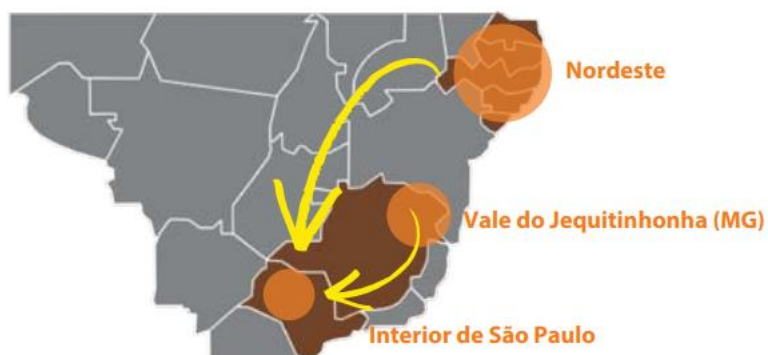 Nordeste
Vale do Jequitinhonha (MG)
Interior de São Paulo